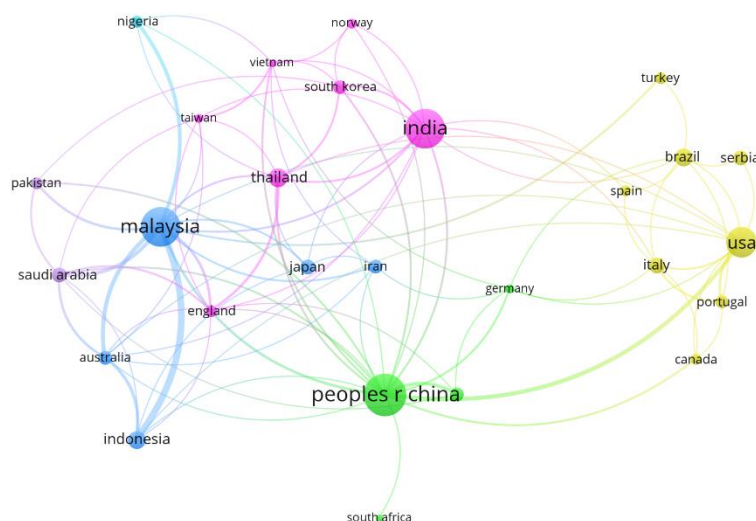 nigeria
norway
vietnam
south korea
turkey
taiwan
india
brazil
serbia
pakistan
thailand
spain
malaysia
usa
saudi arabia
japan
iran
italy
germany
england
portugal
australia
canada
peoples r china
indonesia
south africa